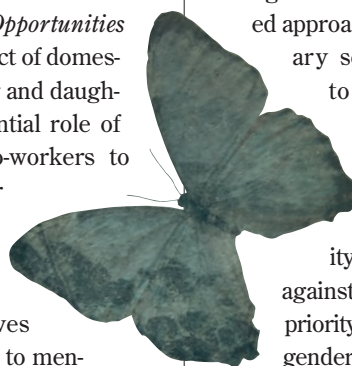 Opportunities
ct of domes-
and daugh-
ntial role of
o-workers to
ves
to men-
ed approa
ary s
to
ity
against
priority
gender